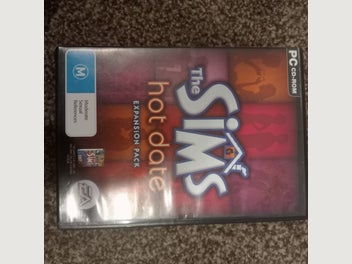 PC CD-ROM
The
SiMS
hot date
EXPANSION PACK
M
Moderate
Sexual
References
EA